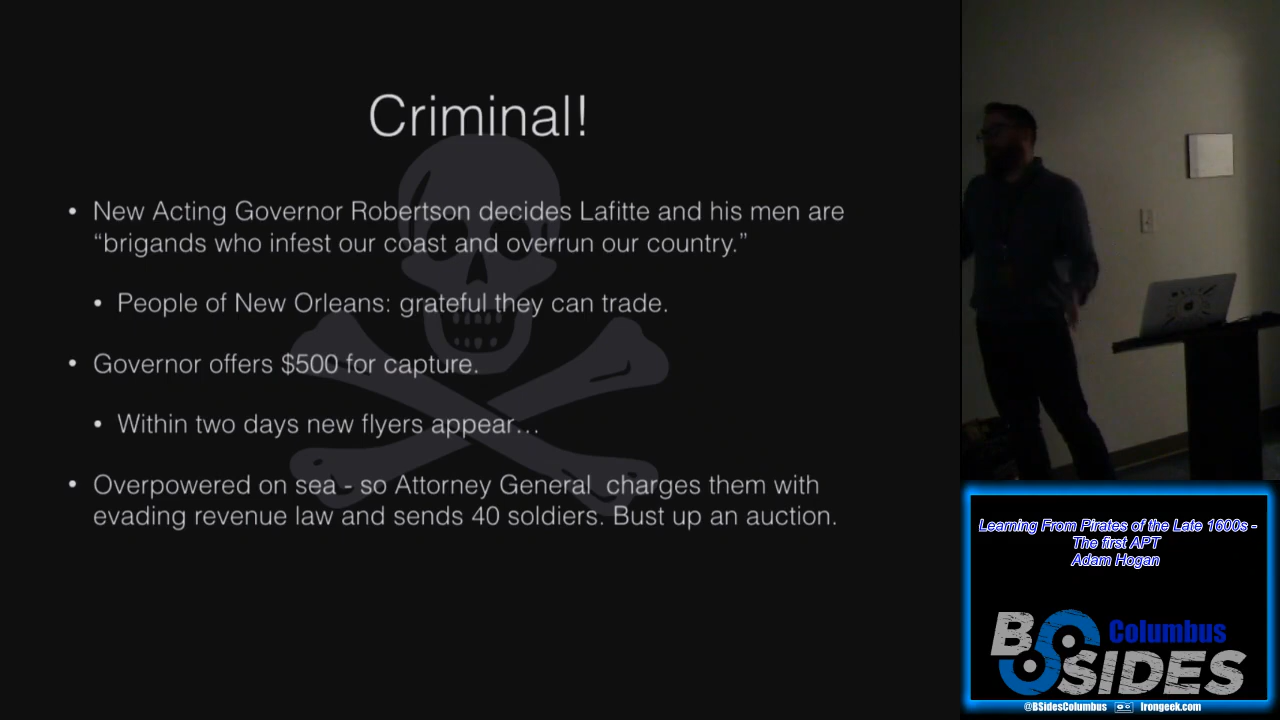 Criminal!
• New Acting Governor Robertson decides Lafitte and his men are
“brigands who infest our coast and overrun our country.”
• People of New Orleans: grateful they can trade.
• Governor offers $500 for capture.
• Within two days new flyers appear…
• Overpowered on sea - so Attorney General charges them with
evading revenue law and sends 40 soldiers. Bust up an auction.
Learning From Pirates of the Late 1600s -
The first APT
Adam Hogan
BSIDES
Columbus
@BSidesColumbus Irongeek.com